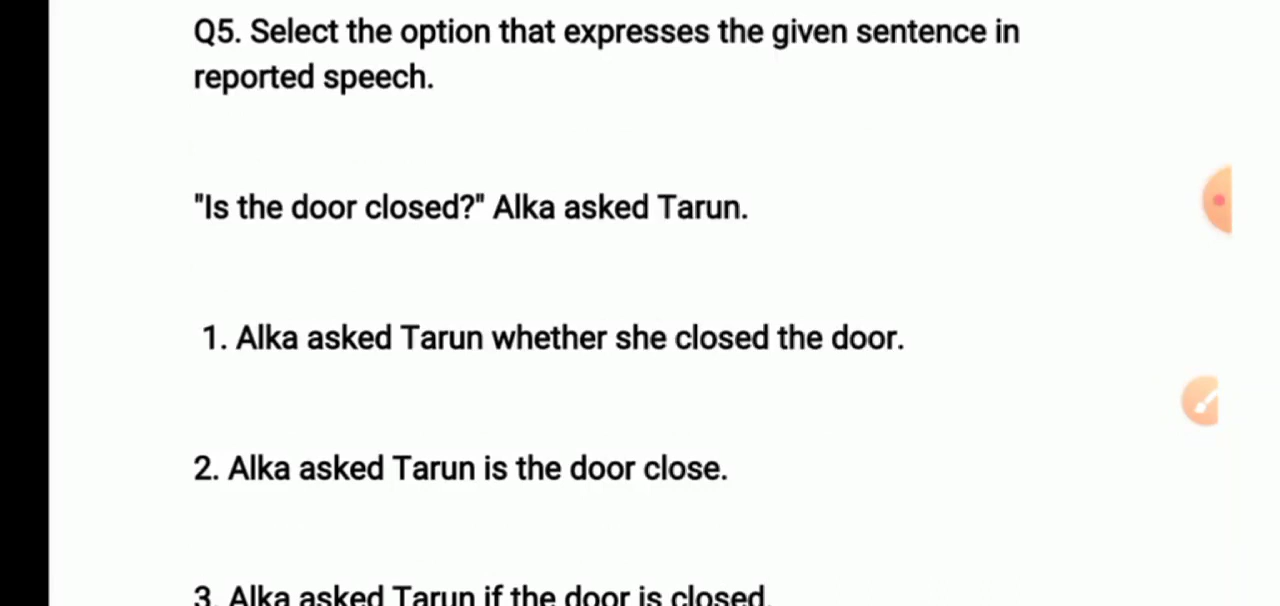 Q5. Select the option that expresses the given sentence in
reported speech.
"Is the door closed?" Alka asked Tarun.
1. Alka asked Tarun whether she closed the door.
2. Alka asked Tarun is the door close.
3. Alka asked Tarun if the door is closed.